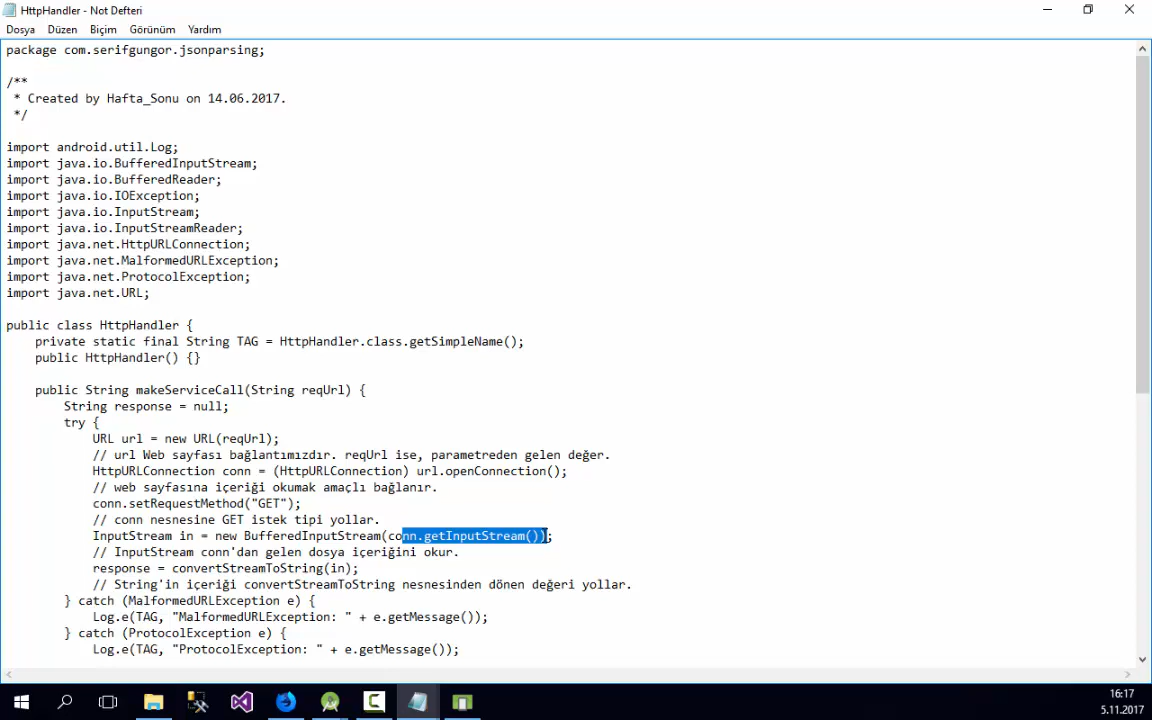 HttpHandler - Not Defteri
Dosya Düzen Biçim Görünüm Yardım
package com.serifgungor.jsonparsing;
/**
 * Created by Hafta_Sonu on 14.06.2017.
 */
import android.util.Log;
import java.io.BufferedInputStream;
import java.io.BufferedReader;
import java.io.IOException;
import java.io.InputStream;
import java.io.InputStreamReader;
import java.net.HttpURLConnection;
import java.net.MalformedURLException;
import java.net.ProtocolException;
import java.net.URL;
public class HttpHandler {
    private static final String TAG = HttpHandler.class.getSimpleName();
    public HttpHandler() {}
    public String makeServiceCall(String reqUrl) {
        String response = null;
        try {
            URL url = new URL(reqUrl);
            // url Web sayfası bağlantımızdır. reqUrl ise, parametreden gelen değer.
            HttpURLConnection conn = (HttpURLConnection) url.openConnection();
            // web sayfasına içeriği okumak amaçlı bağlanır.
            conn.setRequestMethod("GET");
            // conn nesnesine GET istek tipi yollar.
            InputStream in = new BufferedInputStream(conn.getInputStream());
            // InputStream conn'dan gelen dosya içeriğini okur.
            response = convertStreamToString(in);
            // String'in içeriği convertStreamToString nesnesinden dönen değeri yollar.
        } catch (MalformedURLException e) {
            Log.e(TAG, "MalformedURLException: " + e.getMessage());
        } catch (ProtocolException e) {
            Log.e(TAG, "ProtocolException: " + e.getMessage());
16:17
5.11.2017